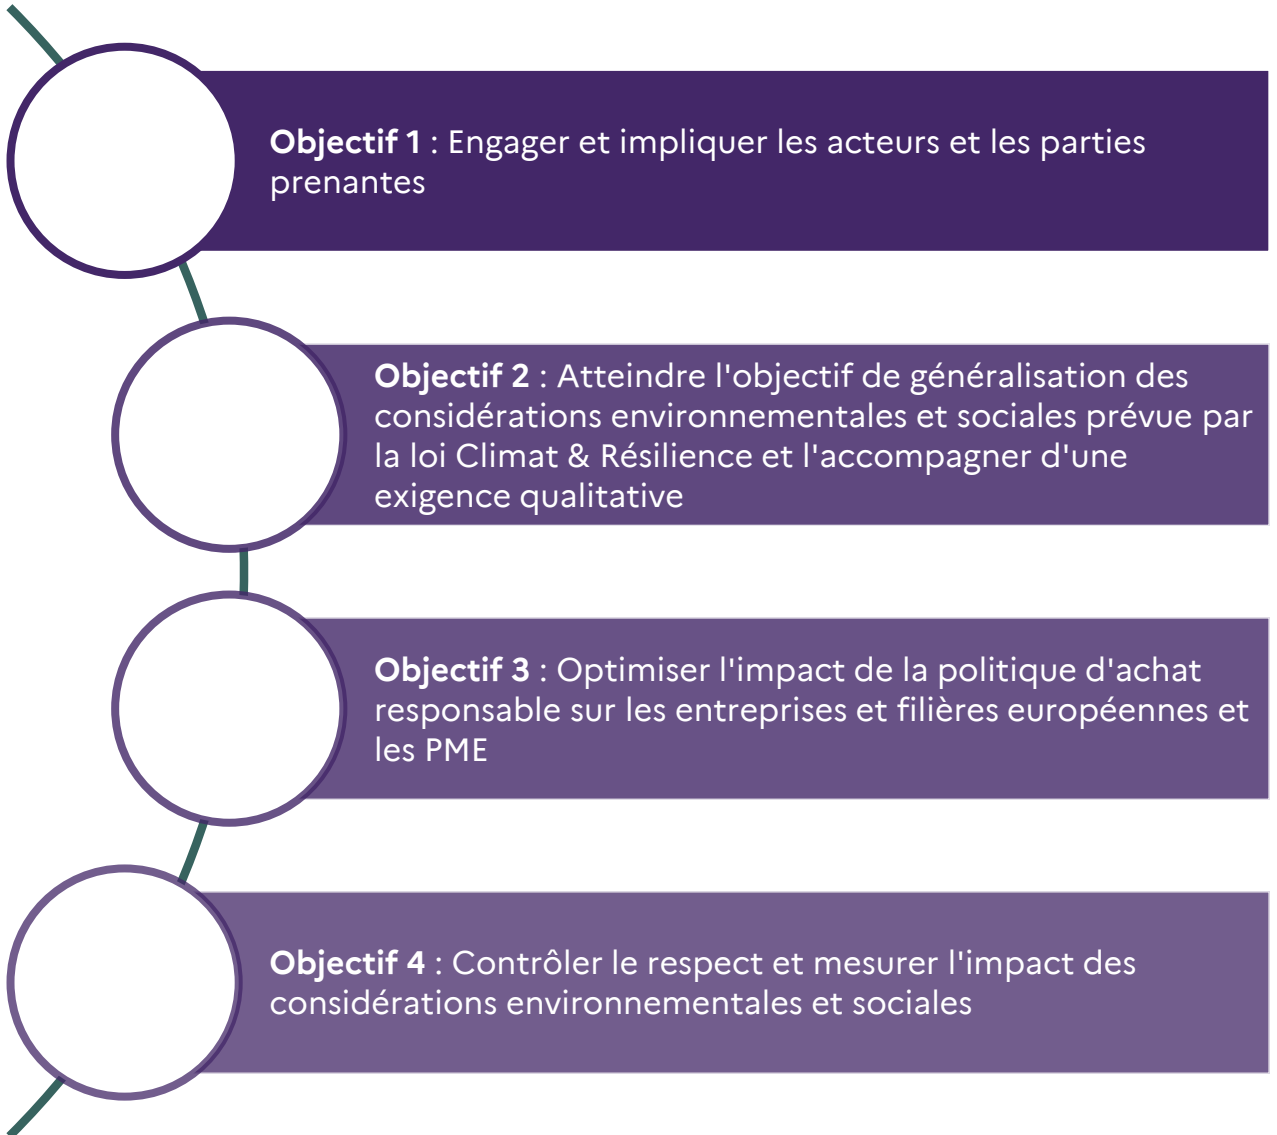 Objectif 1 : Engager et impliquer les acteurs et les parties
prenantes
Objectif 2 : Atteindre l'objectif de généralisation des
considérations environnementales et sociales prévue par
la loi Climat & Résilience et l'accompagner d'une
exigence qualitative
Objectif 3 : Optimiser l'impact de la politique d'achat
responsable sur les entreprises et filières européennes et
les PME
Objectif 4 : Contrôler le respect et mesurer l'impact des
considérations environnementales et sociales